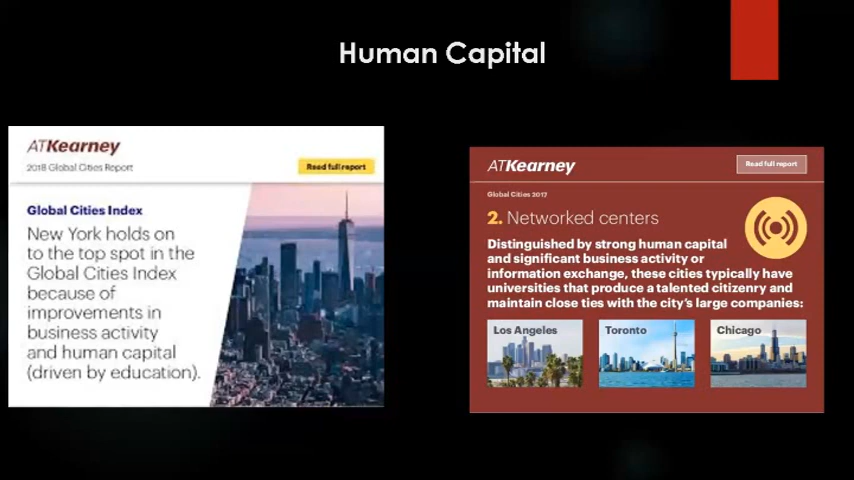 Human Capital
ATKearney
2018 Global Cities Report
Read full report
Global Cities Index
New York holds on
to the top spot in the
Global Cities Index
because of
improvements in
business activity
and human capital
(driven by education).
ATKearney
Read full report
Global Cities 2017
2. Networked centers
Distinguished by strong human capital
and significant business activity or
information exchange, these cities typically have
universities that produce a talented citizenry and
maintain close ties with the city's large companies:
Los Angeles
Toronto
Chicago